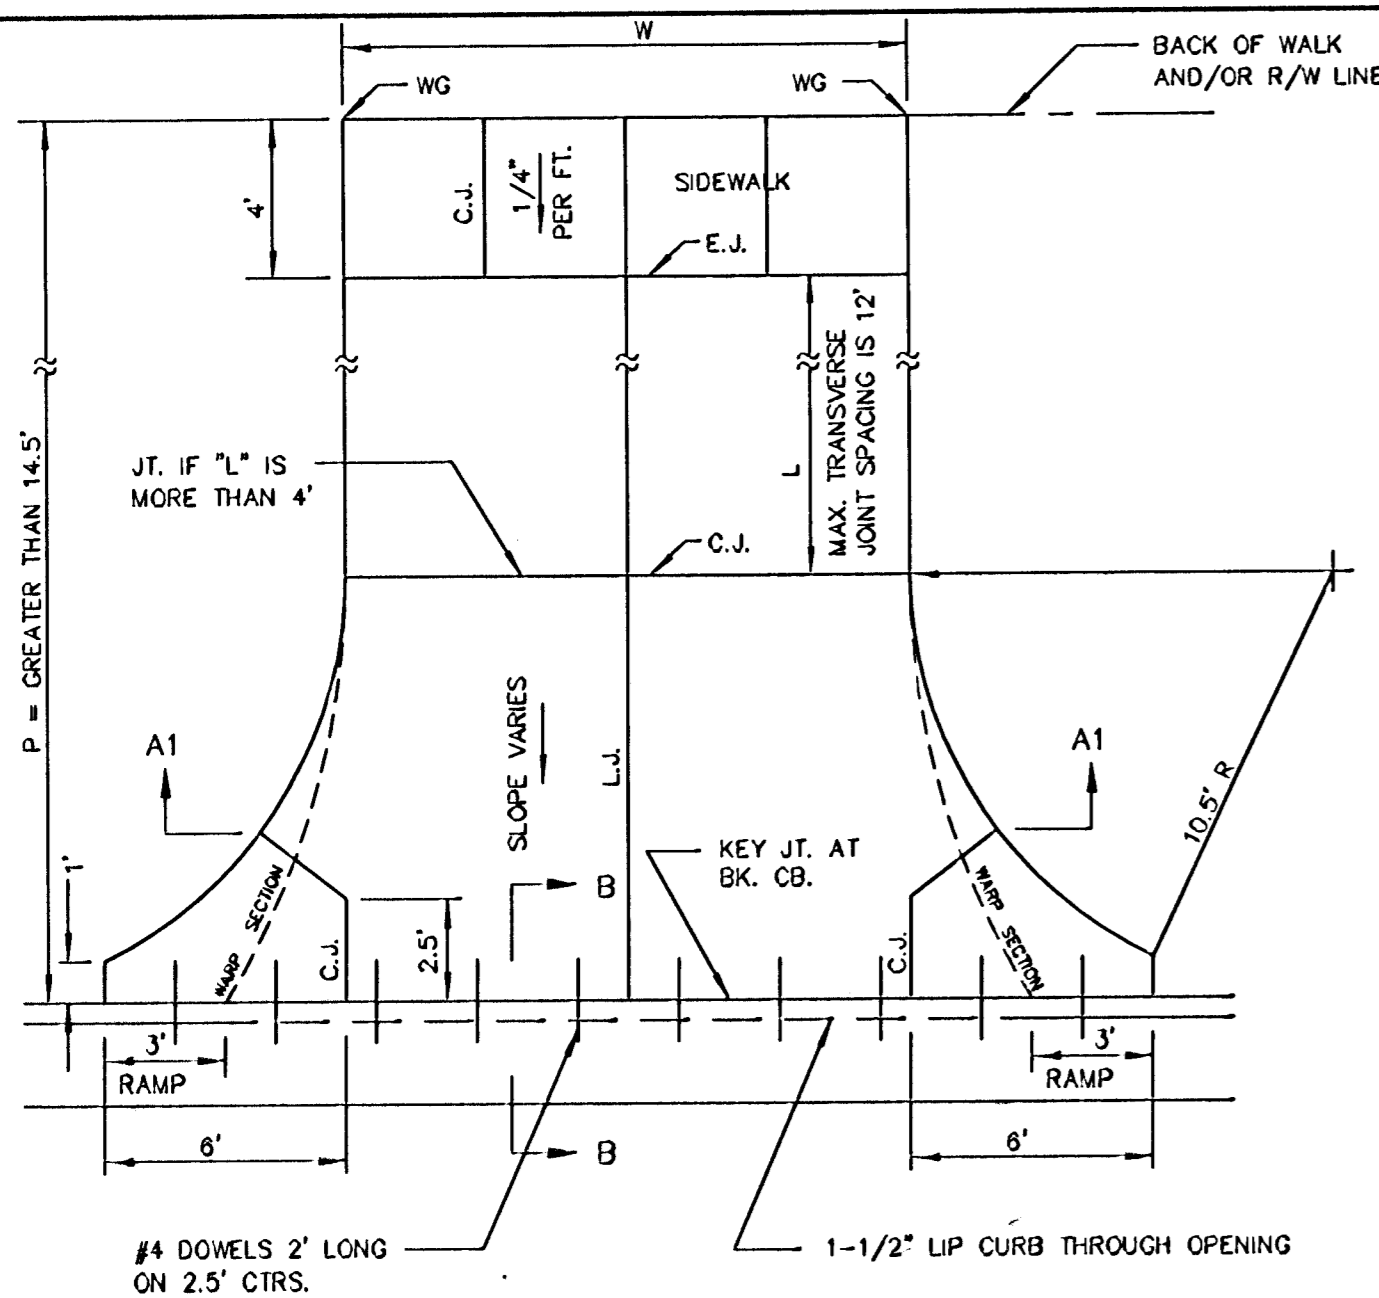 W
BACK OF WALK
AND/OR R/W LINE
WG
WG
4'
C.J.
1/4"
PER FT.
SIDEWALK
E.J.
P = GREATER THAN 14.5'
JT. IF "L" IS
MORE THAN 4'
L
MAX. TRANSVERSE
JOINT SPACING IS 12'
C.J.
A1
SLOPE VARIES
L.J.
A1
10.5' R
1'
WARP SECTION
C.J.
2.5'
B
KEY JT. AT
BK. CB.
C.J.
WARP SECTION
3'
RAMP
3'
RAMP
6'
B
6'
#4 DOWELS 2' LONG
ON 2.5' CTRS.
1-1/2" LIP CURB THROUGH OPENING